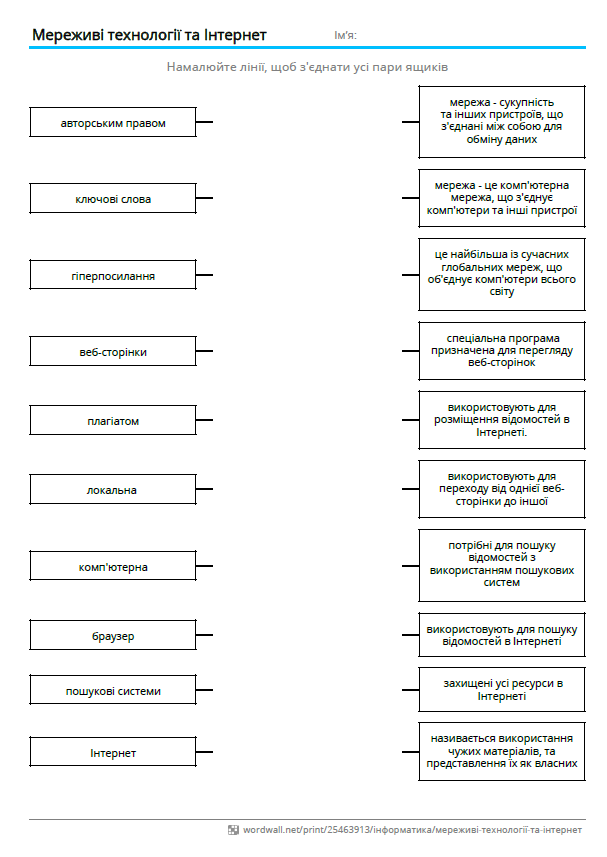 Мереживі технології та Інтернет
Ім'я:
Намалюйте лінії, щоб з'єднати усі пари ящиків
авторським правом
мережа - сукупність
та інших пристроїв, що
з'єднані між собою для
обміну даних
ключові слова
мережа - це комп'ютерна
мережа, що з'єднує
комп'ютери та інші пристрої
гіперпосилання
це найбільша із сучасних
глобальних мереж, що
об'єднує комп'ютери всього
світу
веб-сторінки
спеціальна програма
призначена для перегляду
веб-сторінок
плагіатом
використовують для
розміщення відомостей в
Інтернеті.
локальна
використовують для
переходу від однієї веб-
сторінки до іншої
комп'ютерна
потрібні для пошуку
відомостей з
використанням пошукових
систем
браузер
використовують для пошуку
відомостей в Інтернеті
пошукові системи
захищені усі ресурси в
Інтернеті
Інтернет
називається використання
чужих матеріалів, та
представлення їх як власних
wordwall.net/print/25463913/інформатика/мереживі-технології-та-інтернет